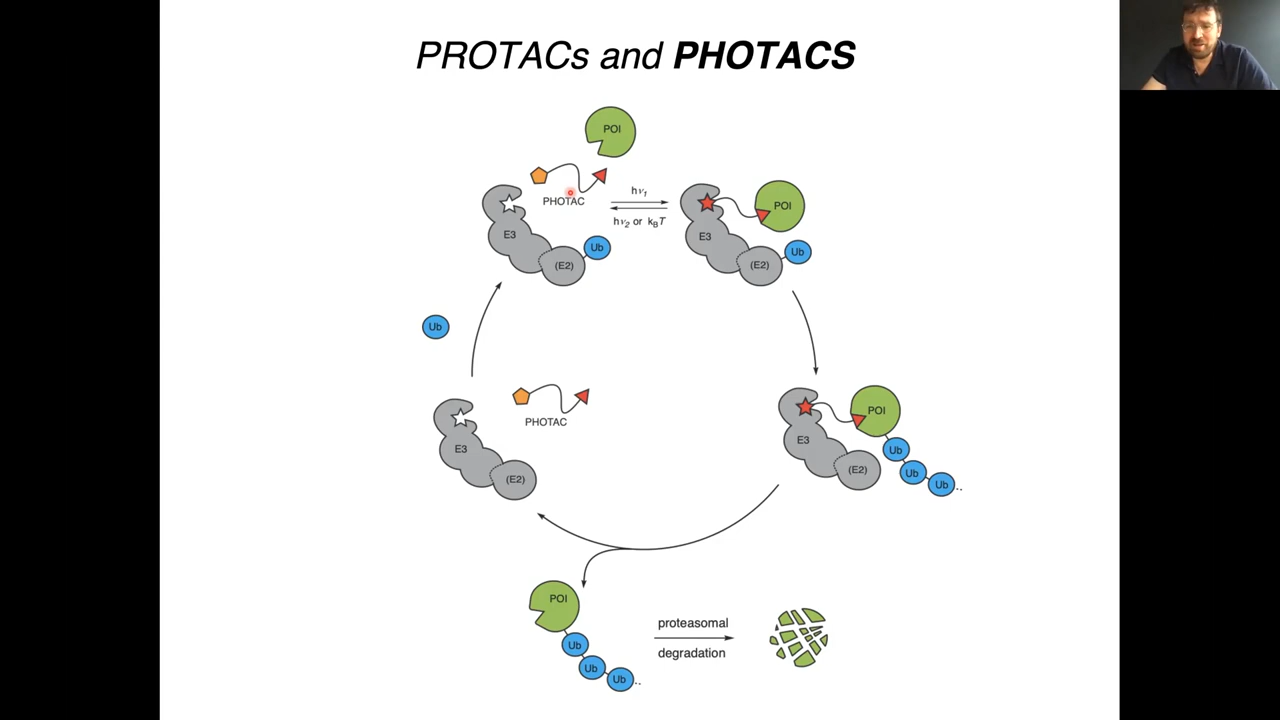 PROTACs and PHOTACS
POI
PHOTAC
E3
(E2)
Ub
hν1
hν2 or kBT
POI
E3
(E2)
Ub
Ub
PHOTAC
E3
(E2)
POI
E3
(E2)
Ub
Ub
Ub
..
POI
Ub
Ub
Ub
..
proteasomal
degradation